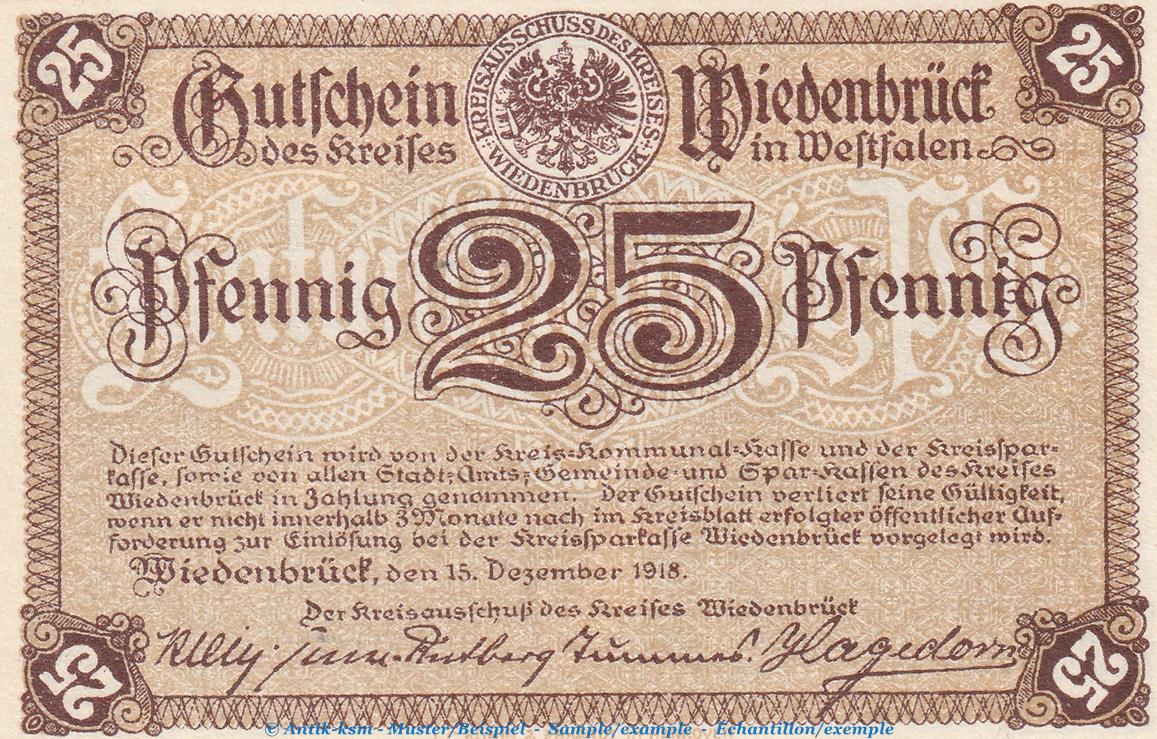 25 25
KREISAUSSCHUSS DES KREISES WIEDENBRÜCK
Gutschein Wiedenbrück
des Kreises in Westfalen
Pfennig 25 Pfennig
Dieser Gutschein wird von der Kreis-Kommunal-Kasse und der Kreisspar-
kasse, sowie von allen Stadt-, Amts-, Gemeinde- und Spar-Kassen des Kreises
Wiedenbrück in Zahlung genommen. Der Gutschein verliert seine Gültigkeit,
wenn er nicht innerhalb 3 Monate nach im Kreisblatt erfolgter öffentlicher Auf-
forderung zur Einlösung bei der Kreissparkasse Wiedenbrück vorgelegt wird.
Wiedenbrück, den 15. Dezember 1918.
Der Kreisausschuß des Kreises Wiedenbrück
Tummes. Hagedorn
25 25
© Antik-ksm - Muster/Beispiel - Sample/example - Échantillon/exemple